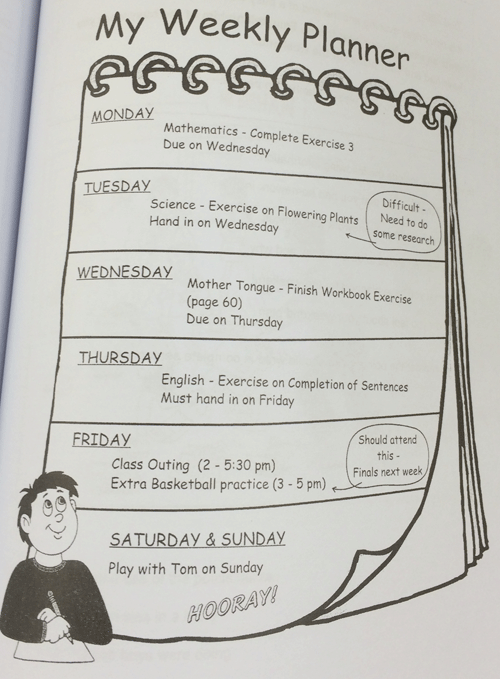 My Weekly Planner
MONDAY
Mathematics - Complete Exercise 3
Due on Wednesday
TUESDAY
Science - Exercise on Flowering Plants
Hand in on Wednesday
Difficult -
Need to do
some research
WEDNESDAY
Mother Tongue - Finish Workbook Exercise
(page 60)
Due on Thursday
THURSDAY
English - Exercise on Completion of Sentences
Must hand in on Friday
FRIDAY
Class Outing (2 - 5:30 pm)
Extra Basketball practice (3 - 5 pm)
Should attend
this -
Finals next week
SATURDAY & SUNDAY
Play with Tom on Sunday
HOORAY!